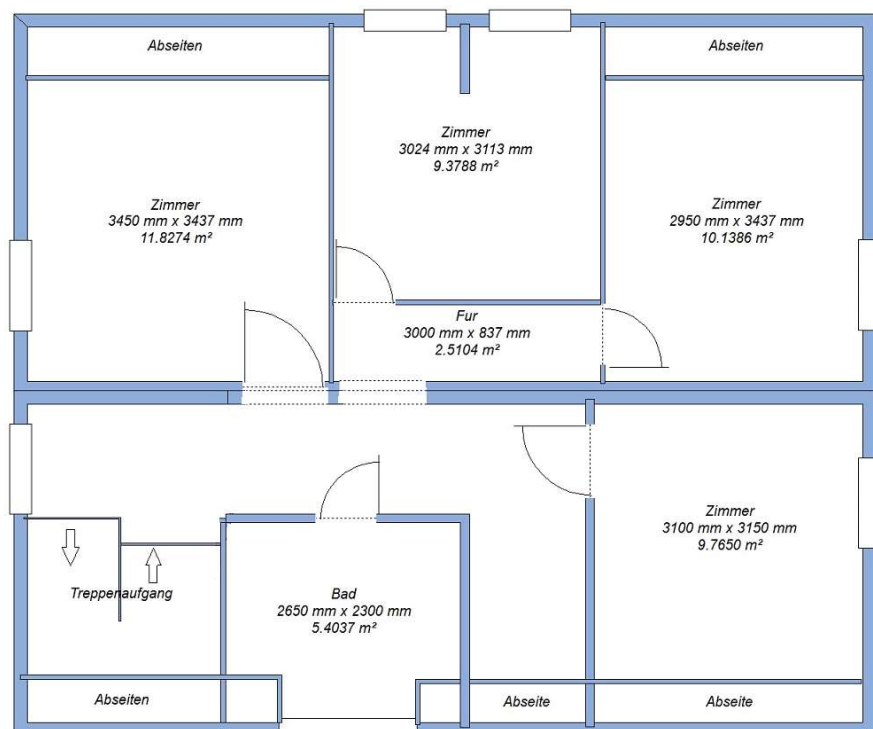 Abseiten
Abseiten
Zimmer
3024 mm x 3113 mm
9.3788 m²
Zimmer
3450 mm x 3437 mm
11.8274 m²
Zimmer
2950 mm x 3437 mm
10.1386 m²
Fur
3000 mm x 837 mm
2.5104 m²
Zimmer
3100 mm x 3150 mm
9.7650 m²
Treppenaufgang
Bad
2650 mm x 2300 mm
5.4037 m²
Abseiten
Abseite
Abseite